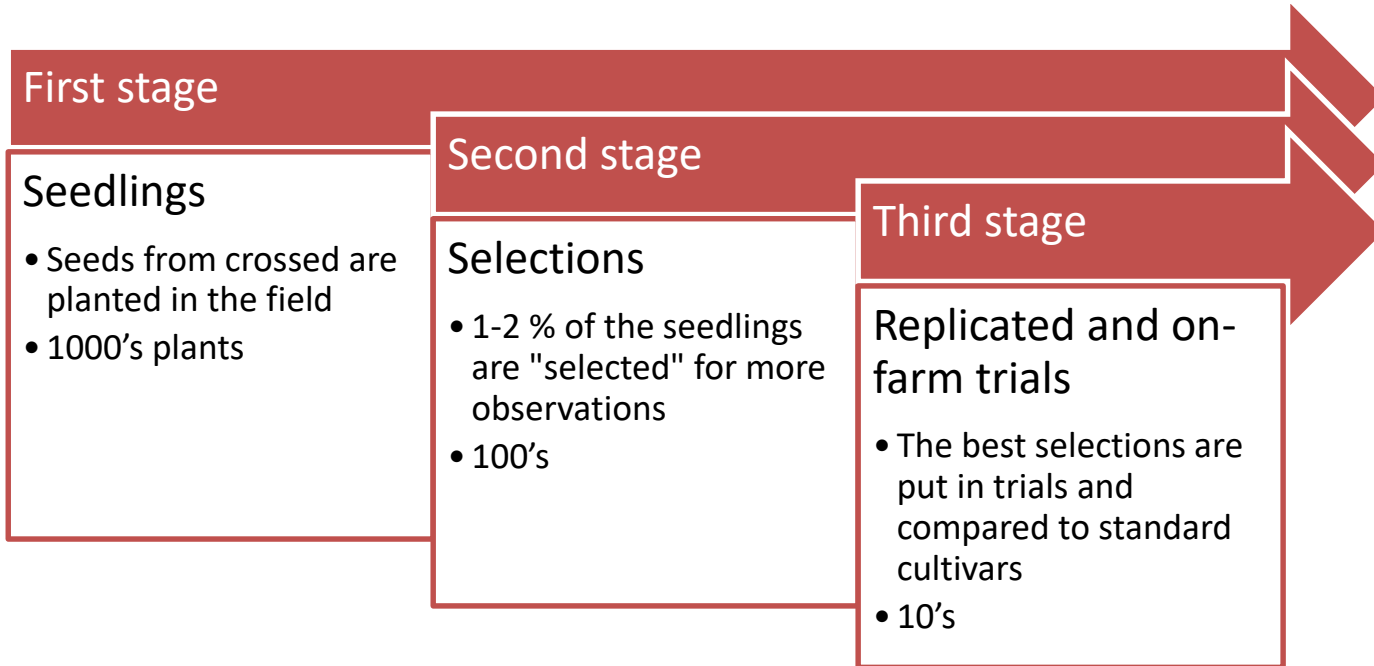 First stage
Seedlings
• Seeds from crossed are
planted in the field
• 1000’s plants
Second stage
Selections
• 1-2 % of the seedlings
are "selected" for more
observations
• 100’s
Third stage
Replicated and on-
farm trials
• The best selections are
put in trials and
compared to standard
cultivars
• 10’s